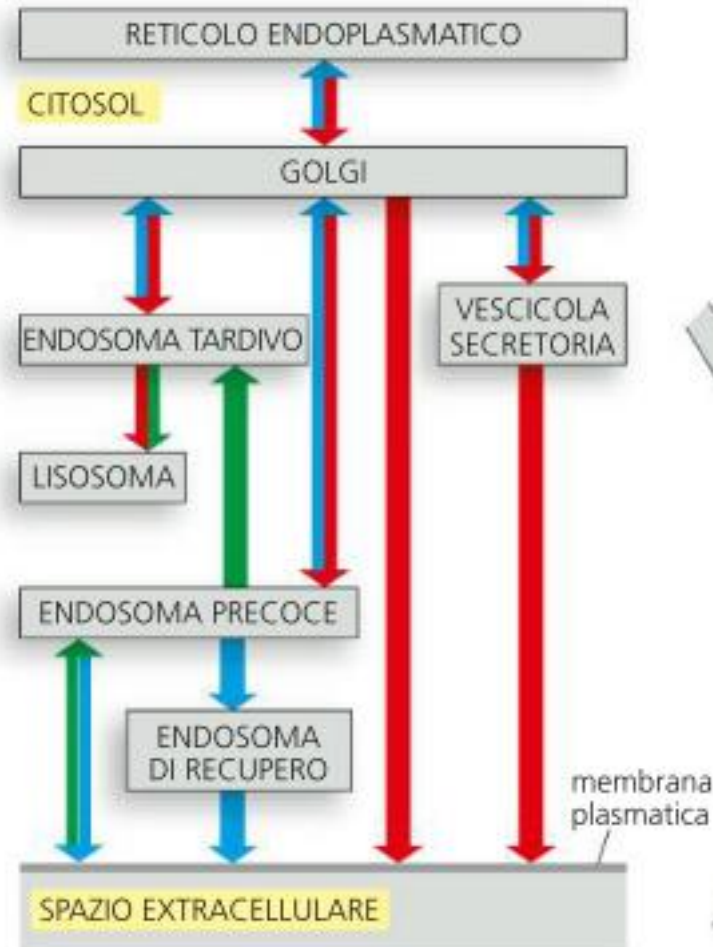 RETICOLO ENDOPLASMATICO
CITOSOL
GOLGI
VESCICOLA
SECRETORIA
ENDOSOMA TARDIVO
LISOSOMA
ENDOSOMA PRECOCE
ENDOSOMA
DI RECUPERO
membrana
plasmatica
SPAZIO EXTRACELLULARE